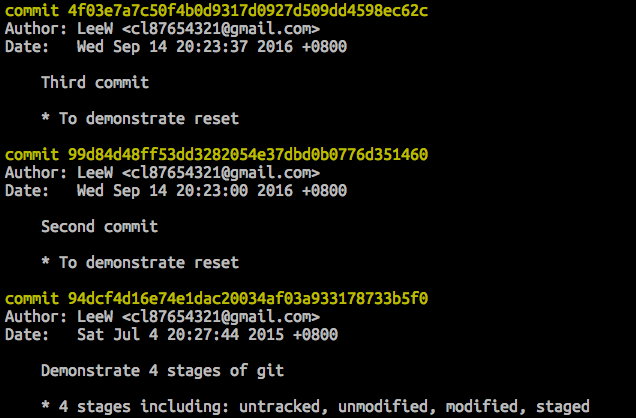 commit 4f03e7a7c50f4b0d9317d0927d509dd4598ec62c
Author: LeeW <cl87654321@gmail.com>
Date:   Wed Sep 14 20:23:37 2016 +0800
Third commit
* To demonstrate reset
commit 99d84d48ff53dd3282054e37dbd0b0776d351460
Author: LeeW <cl87654321@gmail.com>
Date:   Wed Sep 14 20:23:00 2016 +0800
Second commit
* To demonstrate reset
commit 94dcf4d16e74e1dac20034af03a933178733b5f0
Author: LeeW <cl87654321@gmail.com>
Date:   Sat Jul 4 20:27:44 2015 +0800
Demonstrate 4 stages of git
* 4 stages including: untracked, unmodified, modified, staged